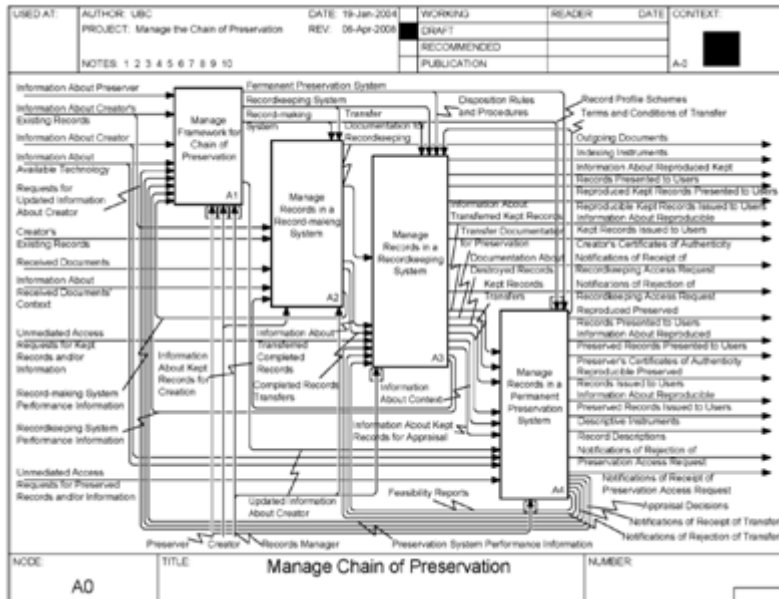 USED AT:
AUTHOR: UBC
DATE: 19-Jan-2004
WORKING
READER
DATE
CONTEXT:
PROJECT: Manage the Chain of Preservation
REV: 06-Apr-2008
DRAFT
RECOMMENDED
NOTES: 1 2 3 4 5 6 7 8 9 10
PUBLICATION
A-0
Information About Preserver
Information About Creator's
Existing Records
Information About Creator
Information About
Available Technology
Requests for
Updated Information
About Creator
Creator's
Existing Records
Received Documents
Information About
Received Documents'
Context
Unmediated Access
Requests for Kept
Records and/or
Information
Record-making System
Performance Information
Recordkeeping System
Performance Information
Unmediated Access
Requests for Preserved
Records and/or Information
Permanent Preservation System
Recordkeeping System
Record-making
System
Transfer
Documentation for
Recordkeeping
Disposition Rules
and Procedures
Record Profile Schemes
Terms and Conditions of Transfer
Manage
Framework for
Chain of
Preservation
A1
Manage
Records in a
Record-making
System
A2
Manage
Records in a
Recordkeeping
System
A3
Manage
Records in a
Permanent
Preservation
System
A4
Information About
Transferred Kept Records
Transfer Documentation
for Preservation
Documentation About
Destroyed Records
Kept Records
Transfers
Information
About Kept
Records for
Creation
Information About
Transferred
Completed
Records
Completed Records
Transfers
Information
About Context
Information About Kept
Records for Appraisal
Updated Information
About Creator
Feasibility Reports
Preservation System Performance Information
Preserver
Creator
Records Manager
Outgoing Documents
Indexing Instruments
Information About Reproduced Kept
Records Presented to Users
Reproduced Kept Records Presented to Users
Reproducible Kept Records Issued to Users
Information About Reproducible
Kept Records Issued to Users
Creator's Certificates of Authenticity
Notifications of Receipt of
Recordkeeping Access Request
Notifications of Rejection of
Recordkeeping Access Request
Reproduced Preserved
Records Presented to Users
Information About Reproduced
Preserved Records Presented to Users
Preserver's Certificates of Authenticity
Reproducible Preserved
Records Issued to Users
Information About Reproducible
Preserved Records Issued to Users
Descriptive Instruments
Record Descriptions
Notifications of Rejection of
Preservation Access Request
Notifications of Receipt of
Preservation Access Request
Appraisal Decisions
Notifications of Receipt of Transfer
Notifications of Rejection of Transfer
NODE:
A0
TITLE:
Manage Chain of Preservation
NUMBER: